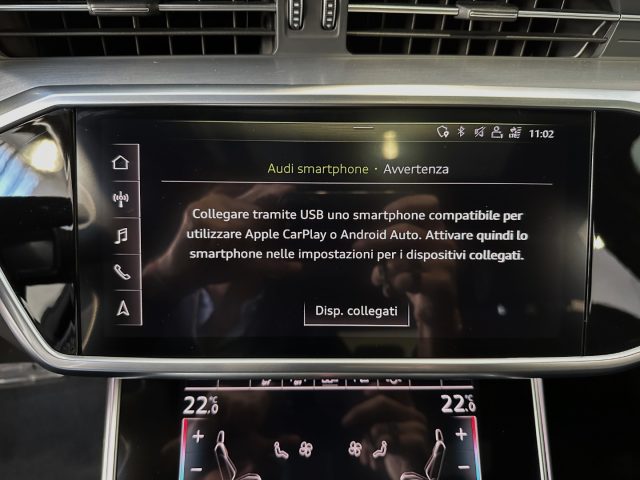 11:02
Audi smartphone · Avvertenza
Collegare tramite USB uno smartphone compatibile per
utilizzare Apple CarPlay o Android Auto. Attivare quindi lo
smartphone nelle impostazioni per i dispositivi collegati.
Disp. collegati
22,0 °C 22,0 °C
+ +
− −